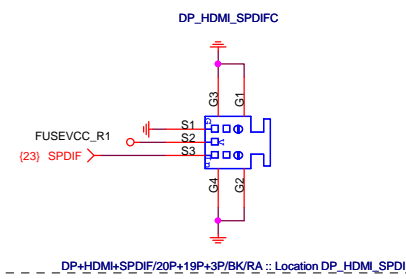 DP_HDMI_SPDIFC
G3
G1
S1
FUSEVCC_R1
S2
{23} SPDIF
S3
G4
G2
DP+HDMI+SPDIF/20P+19P+3P/BK/RA :: Location DP_HDMI_SPDI